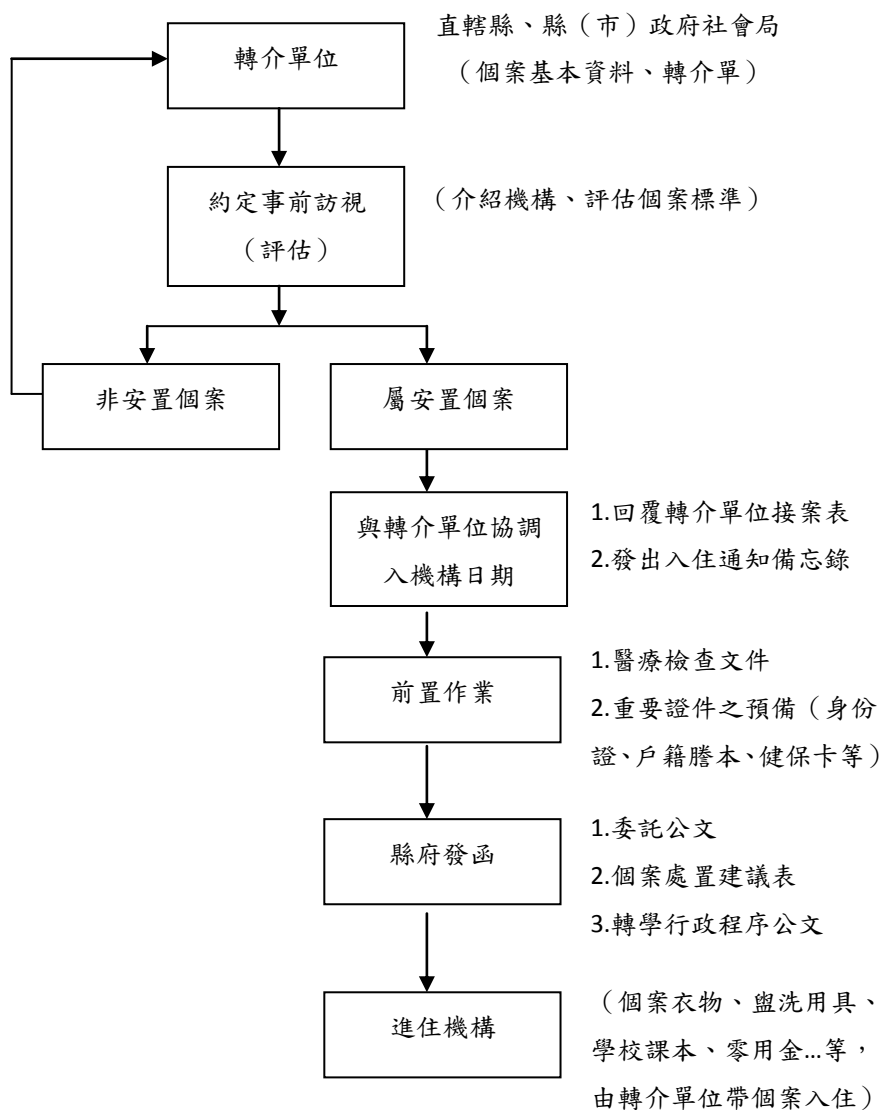 轉介單位
直轄縣、縣（市）政府社會局
（個案基本資料、轉介單）
約定事前訪視
（評估）
（介紹機構、評估個案標準）
非安置個案
屬安置個案
與轉介單位協調
入機構日期
1.回覆轉介單位接案表
2.發出入住通知備忘錄
前置作業
1.醫療檢查文件
2.重要證件之預備（身份
證、戶籍謄本、健保卡等）
縣府發函
1.委託公文
2.個案處置建議表
3.轉學行政程序公文
進住機構
（個案衣物、盥洗用具、
學校課本、零用金…等，
由轉介單位帶個案入住）